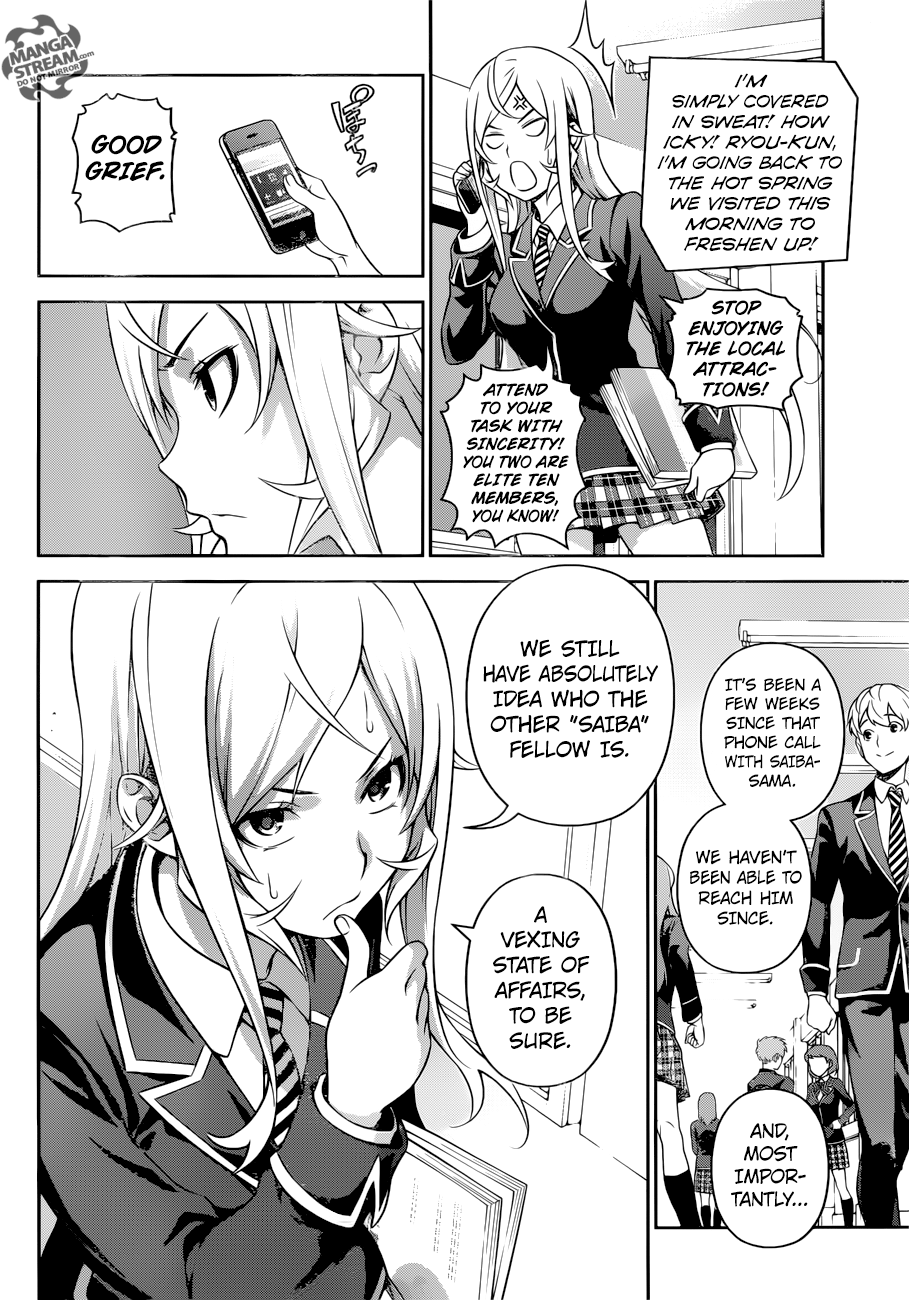 MANGA
STREAM.com
DO NOT MIRROR
I'M
SIMPLY COVERED
IN SWEAT! HOW
ICKY! RYOU-KUN,
I'M GOING BACK TO
THE HOT SPRING
WE VISITED THIS
MORNING TO
FRESHEN UP!
STOP
ENJOYING
THE LOCAL
ATTRAC-
TIONS!
ATTEND
TO YOUR
TASK WITH
SINCERITY!
YOU TWO ARE
ELITE TEN
MEMBERS,
YOU KNOW!
GOOD
GRIEF.
ぽチ
IT'S BEEN A
FEW WEEKS
SINCE THAT
PHONE CALL
WITH SAIBA-
SAMA.
WE HAVEN'T
BEEN ABLE TO
REACH HIM
SINCE.
AND,
MOST
IMPOR-
TANTLY...
WE STILL
HAVE ABSOLUTELY
IDEA WHO THE
OTHER "SAIBA"
FELLOW IS.
A
VEXING
STATE OF
AFFAIRS,
TO BE
SURE.